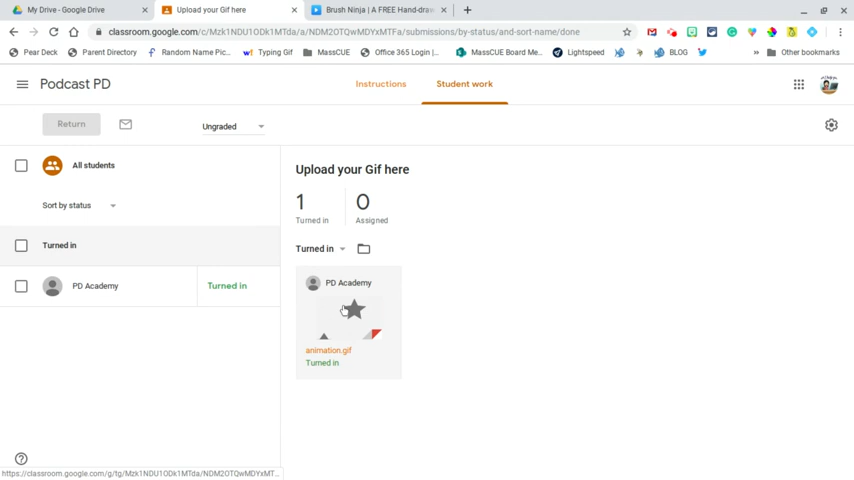 My Drive - Google Drive
Upload your Gif here
Brush Ninja | A FREE Hand-draw
classroom.google.com/c/Mzk1NDU1ODk1MTda/a/NDM2OTQwMDYxMTFa/submissions/by-status/and-sort-name/done
Pear Deck
Parent Directory
Random Name Pic...
Typing Gif
MassCUE
Office 365 Login |...
MassCUE Board Me...
Lightspeed
BLOG
»
Other bookmarks
Podcast PD
Instructions
Student work
Return
Ungraded
All students
Upload your Gif here
1
0
Turned in
Assigned
Sort by status
Turned in
Turned in
PD Academy
PD Academy
Turned in
animation.gif
Turned in
https://classroom.google.com/g/tg/Mzk1NDU1ODk1MTda/NDM2OTQwMDYxMT...